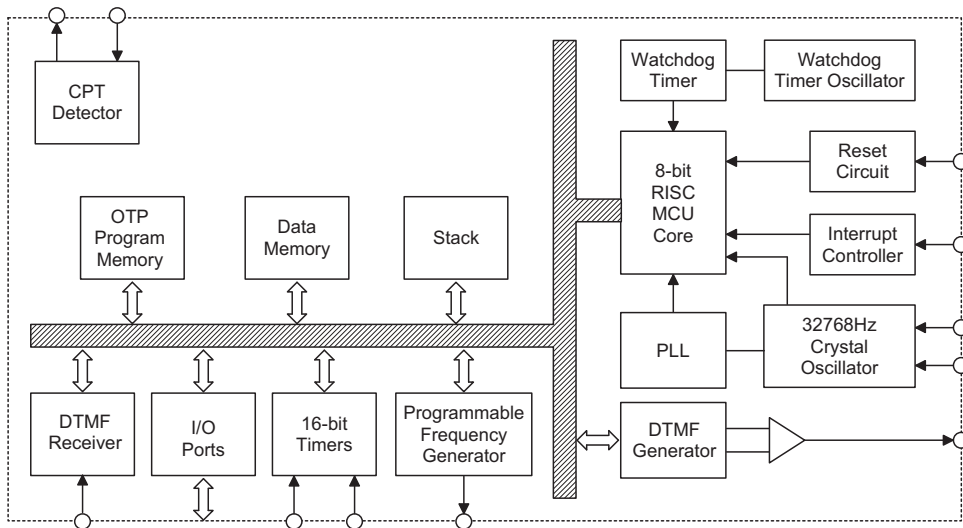 CPT
Detector
Watchdog
Timer
Watchdog
Timer Oscillator
8-bit
RISC
MCU
Core
Reset
Circuit
Interrupt
Controller
OTP
Program
Memory
Data
Memory
Stack
PLL
32768Hz
Crystal
Oscillator
DTMF
Receiver
I/O
Ports
16-bit
Timers
Programmable
Frequency
Generator
DTMF
Generator